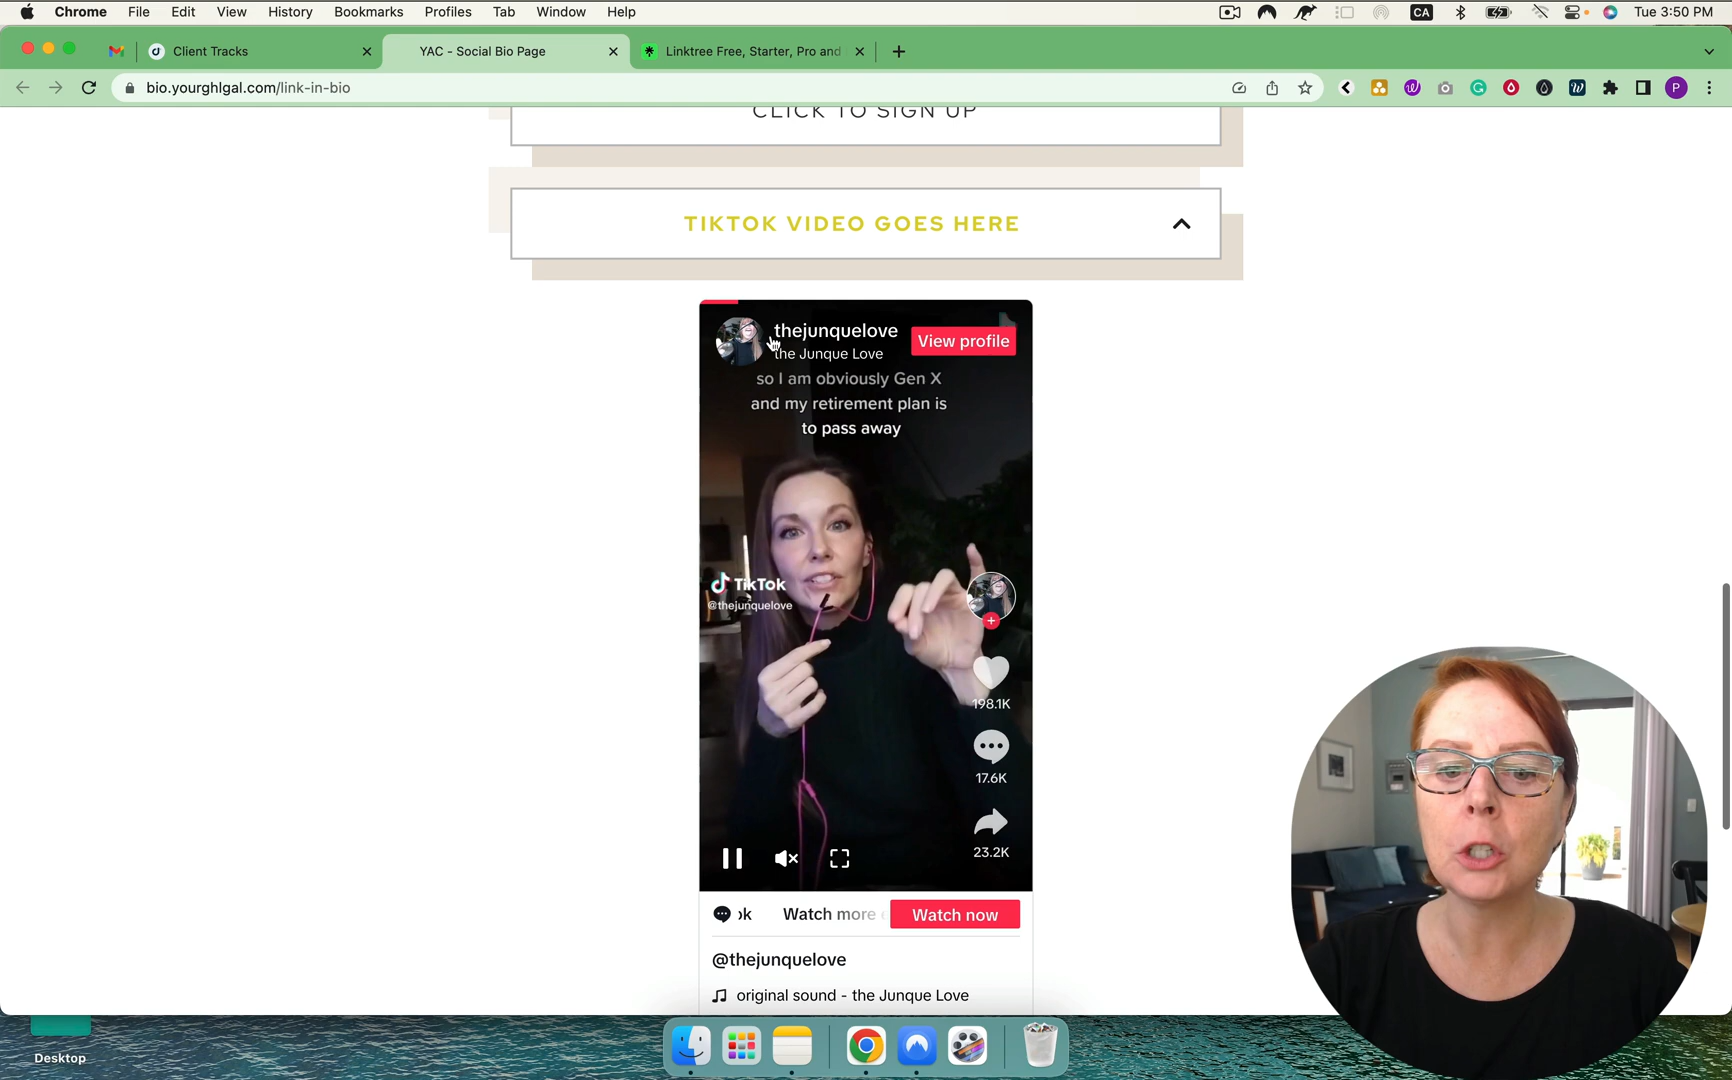 Chrome File Edit View History Bookmarks Profiles Tab Window Help CA Tue 3:50 PM
Client Tracks YAC - Social Bio Page Linktree Free, Starter, Pro and
bio.yourghlgal.com/link-in-bio P
CLICK TO SIGN UP
TIKTOK VIDEO GOES HERE
thejunquelove
the Junque Love
View profile
so I am obviously Gen X
and my retirement plan is
to pass away
TikTok
@thejunquelove
198.1K
17.6K
23.2K
ok Watch more Watch now
@thejunquelove
original sound - the Junque Love
Desktop